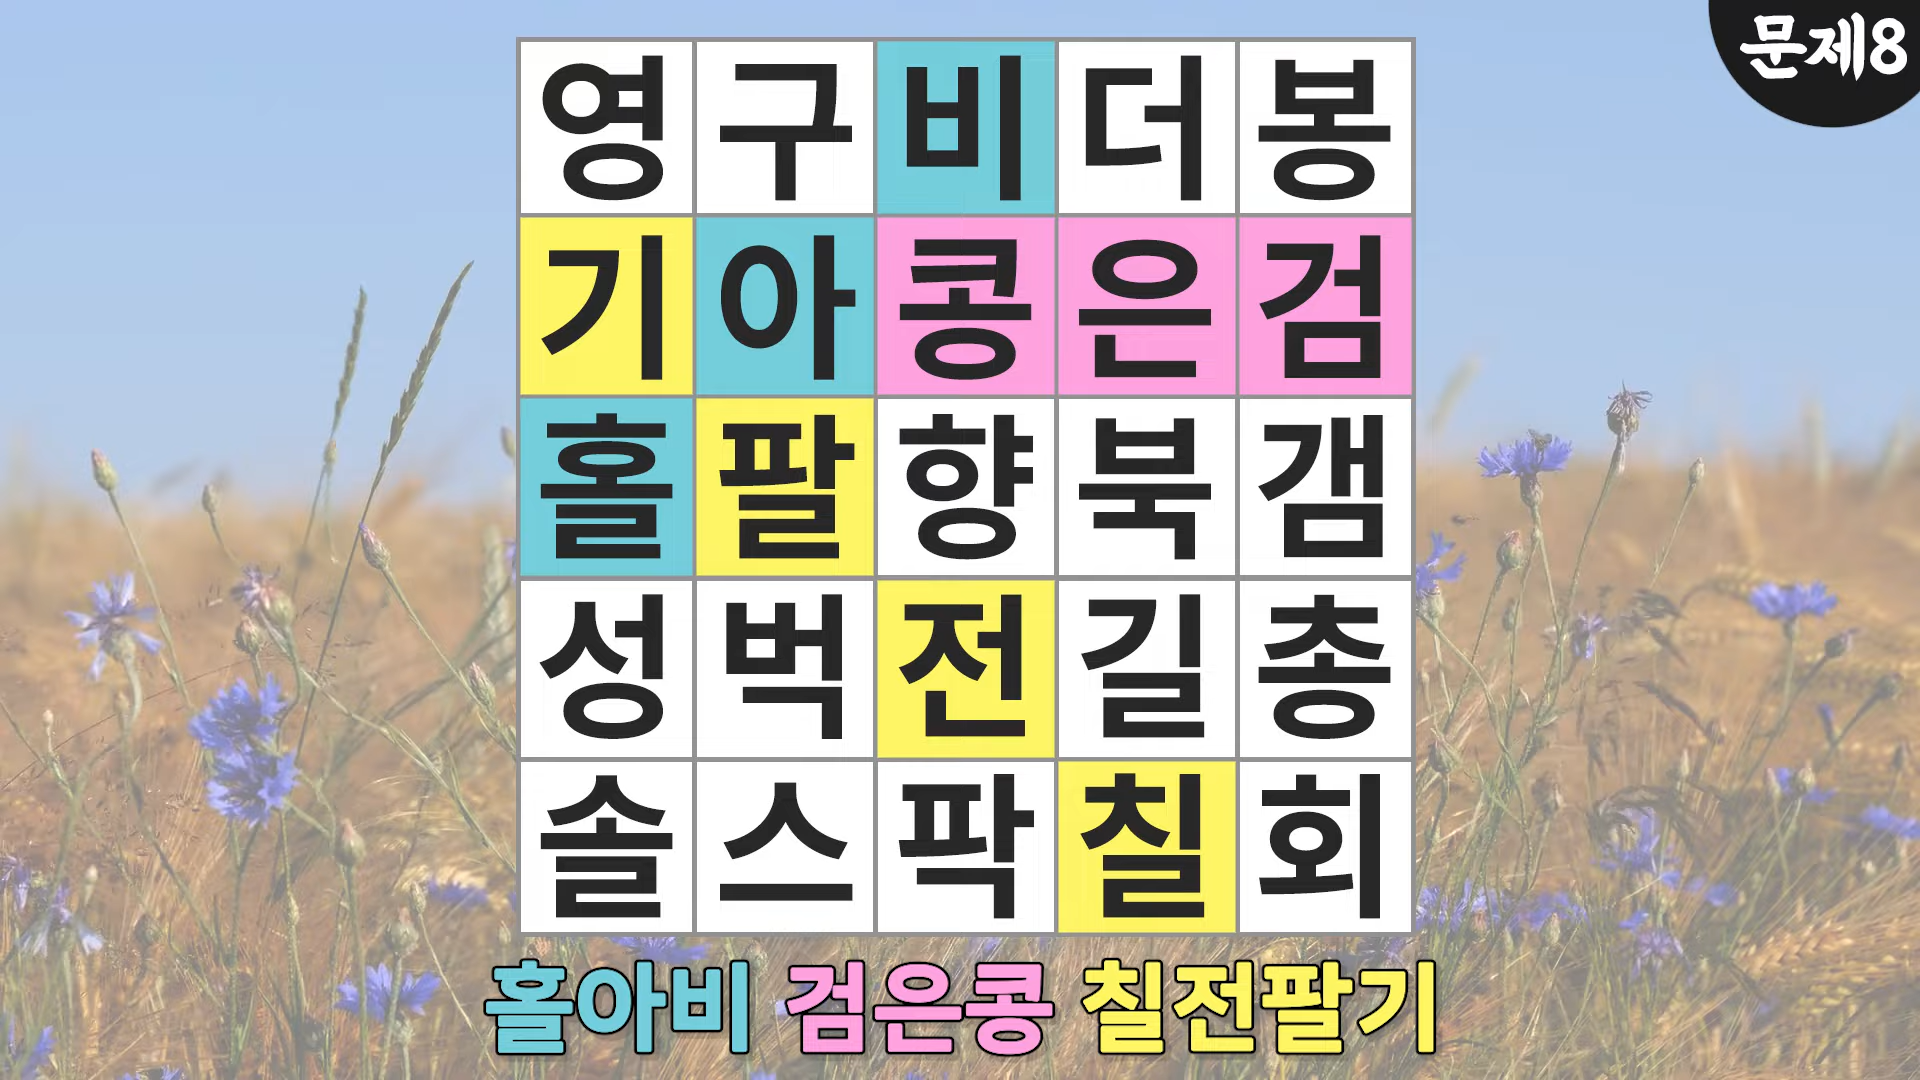 문제8
영 구 비 더 봉
기 아 콩 은 검
홀 팔 향 북 갬
성 벅 전 길 총
솔 스 팍 칠 회
홀아비 검은콩 칠전팔기